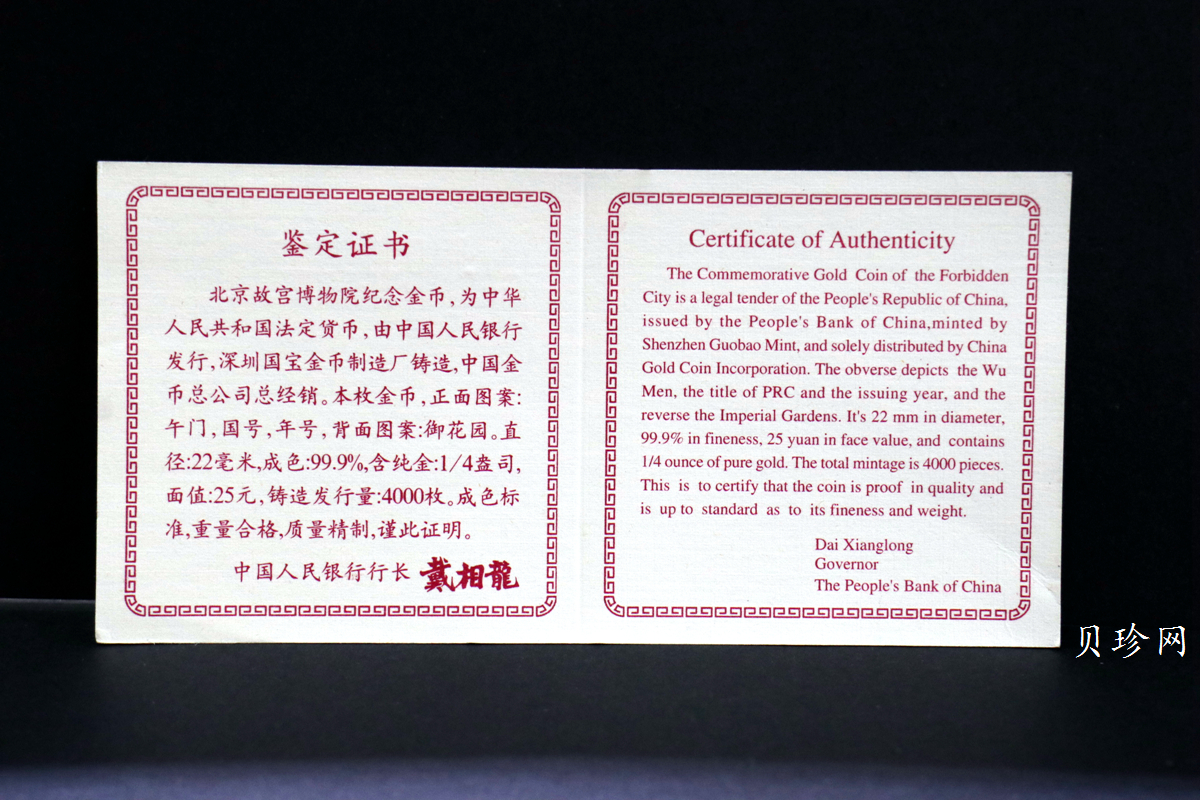 鉴定证书
北京故宫博物院纪念金币,为中华
人民共和国法定货币,由中国人民银行
发行,深圳国宝金币制造厂铸造,中国金
币总公司总经销。本枚金币,正面图案:
午门,国号,年号,背面图案:御花园。直
径:22毫米,成色:99.9%,含纯金:1/4盎司,
面值:25元,铸造发行量:4000枚。成色标
准,重量合格,质量精制,谨此证明。
中国人民银行行长 戴相龍
Certificate of Authenticity
The Commemorative Gold Coin of the Forbidden
City is a legal tender of the People's Republic of China,
issued by the People's Bank of China,minted by
Shenzhen Guobao Mint, and solely distributed by China
Gold Coin Incorporation. The obverse depicts the Wu
Men, the title of PRC and the issuing year, and the
reverse the Imperial Gardens. It's 22 mm in diameter,
99.9% in fineness, 25 yuan in face value, and contains
1/4 ounce of pure gold. The total mintage is 4000 pieces.
This is to certify that the coin is proof in quality and
is up to standard as to its fineness and weight.
Dai Xianglong
Governor
The People's Bank of China
贝珍网